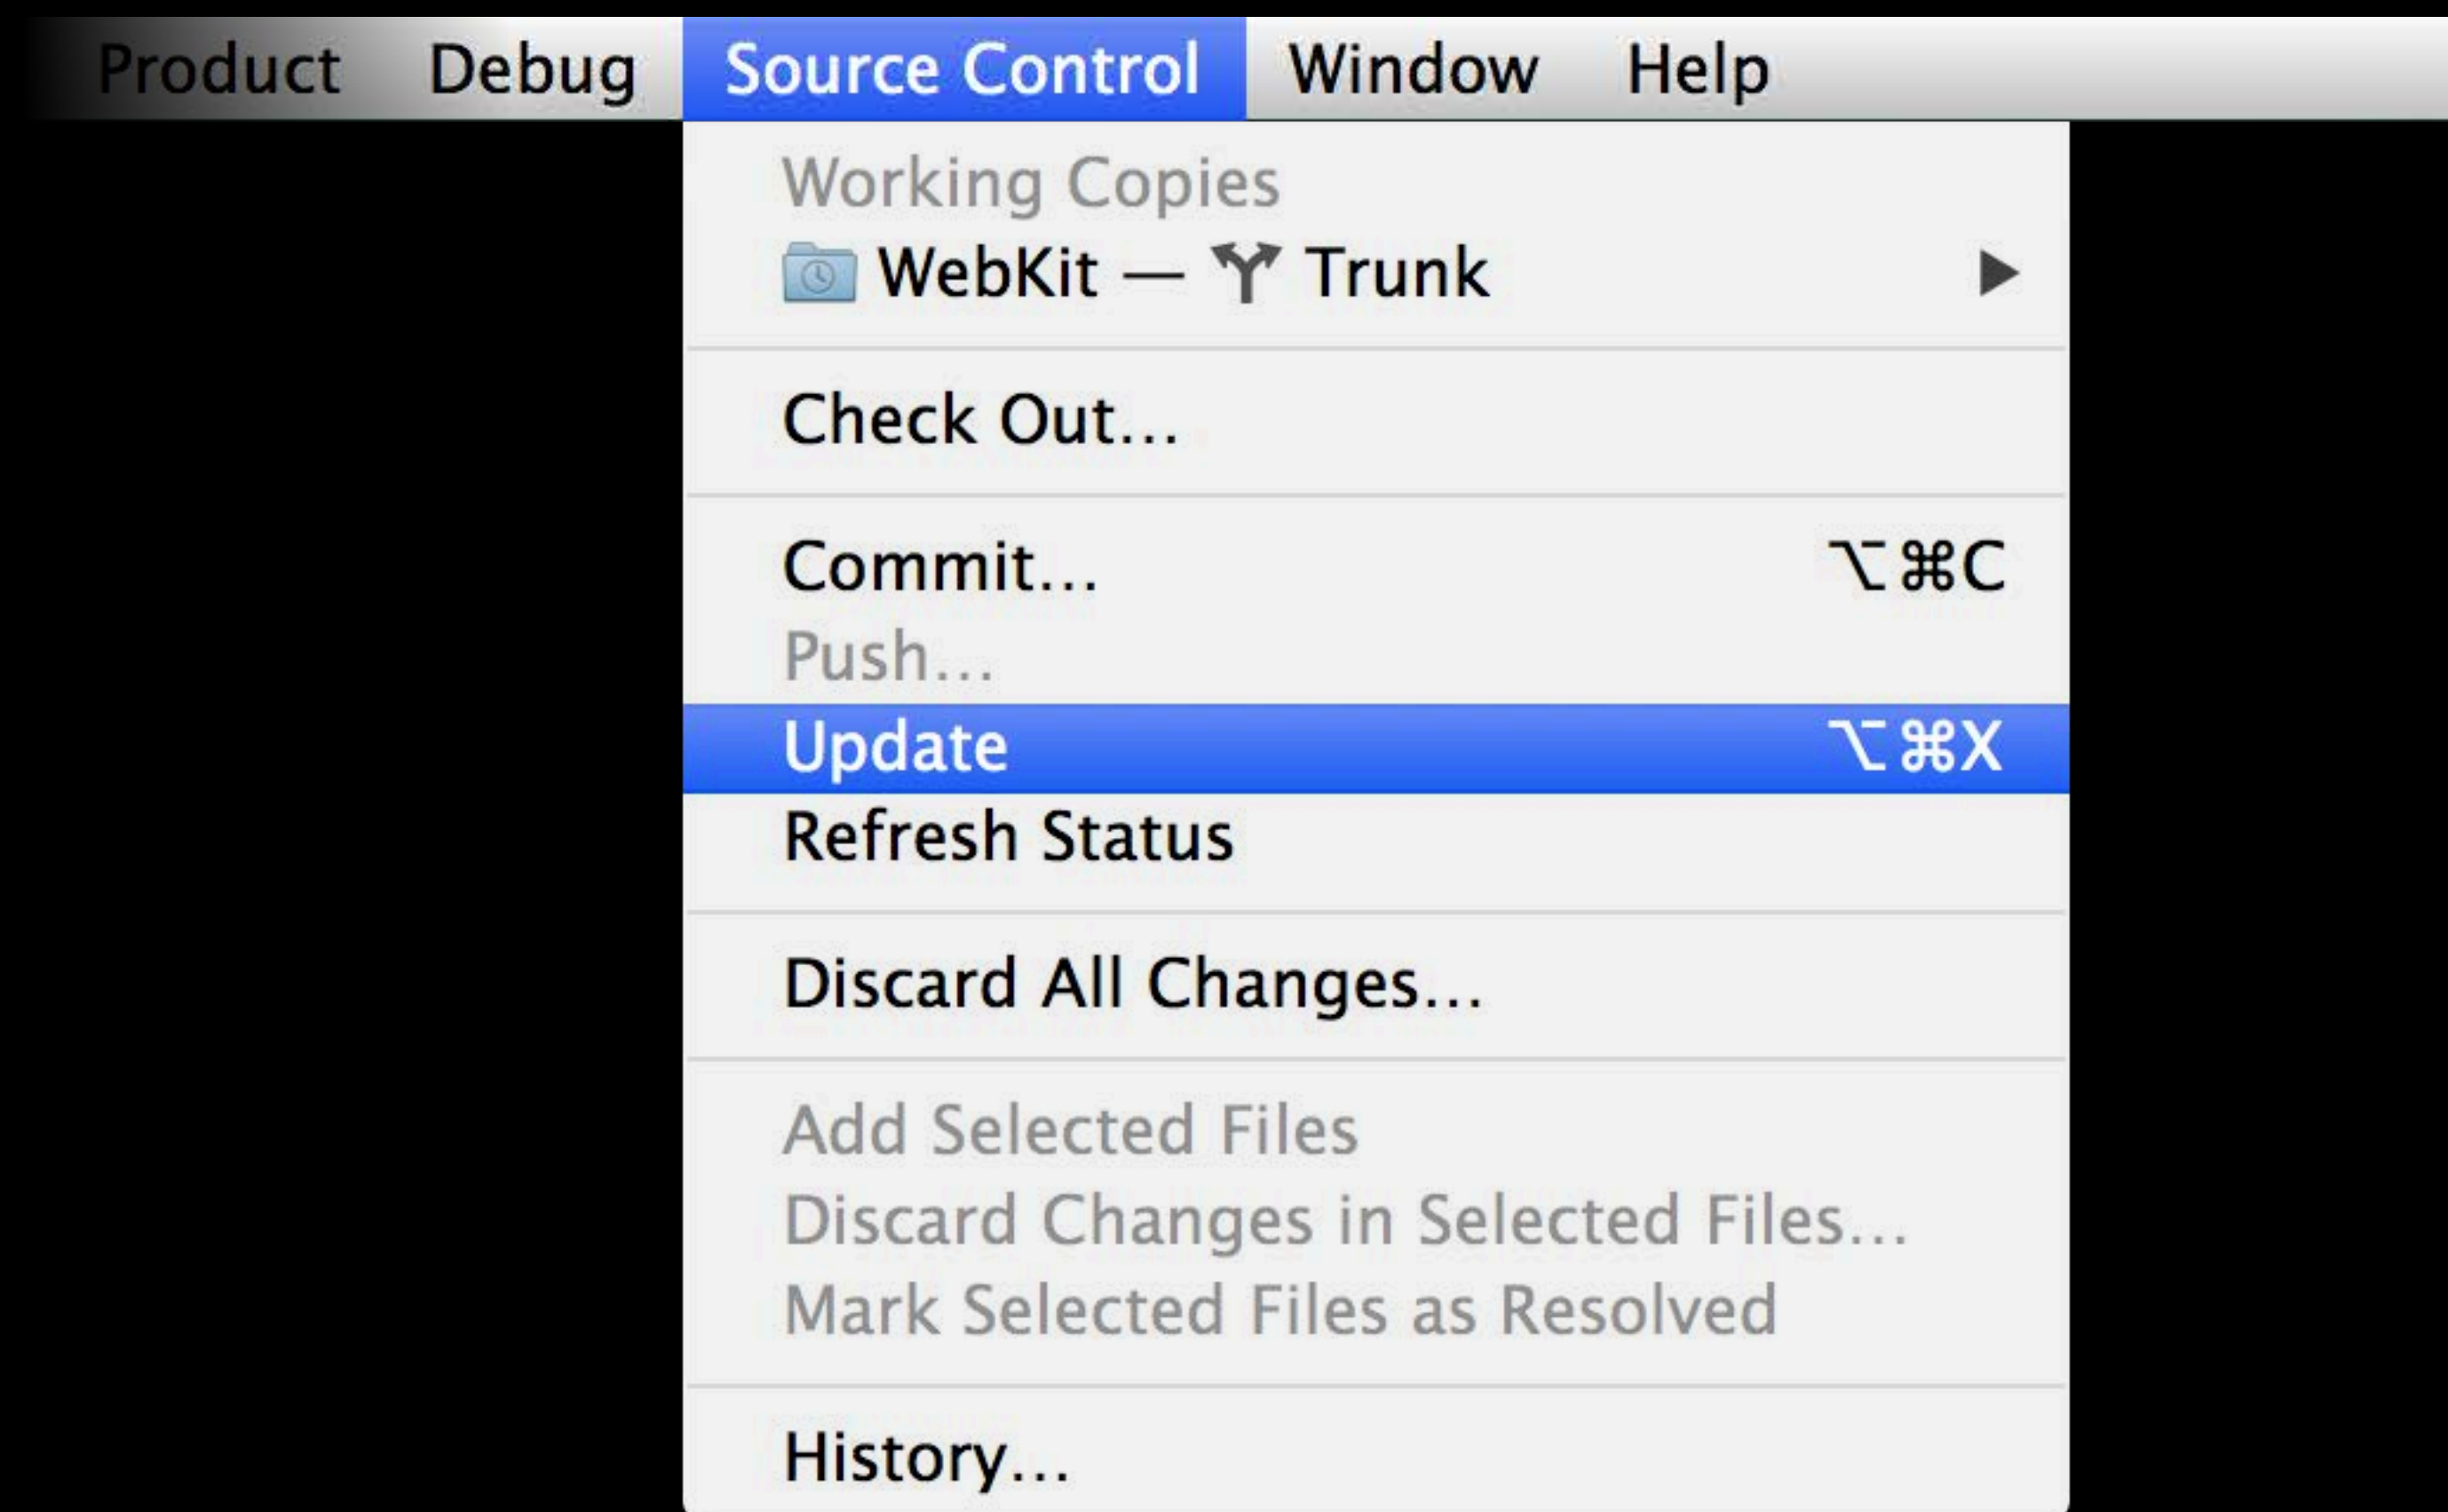 Product Debug Source Control Window Help
Working Copies
WebKit — Trunk
Check Out…
Commit… ⌥⌘C
Push…
Update ⌥⌘X
Refresh Status
Discard All Changes…
Add Selected Files
Discard Changes in Selected Files…
Mark Selected Files as Resolved
History…